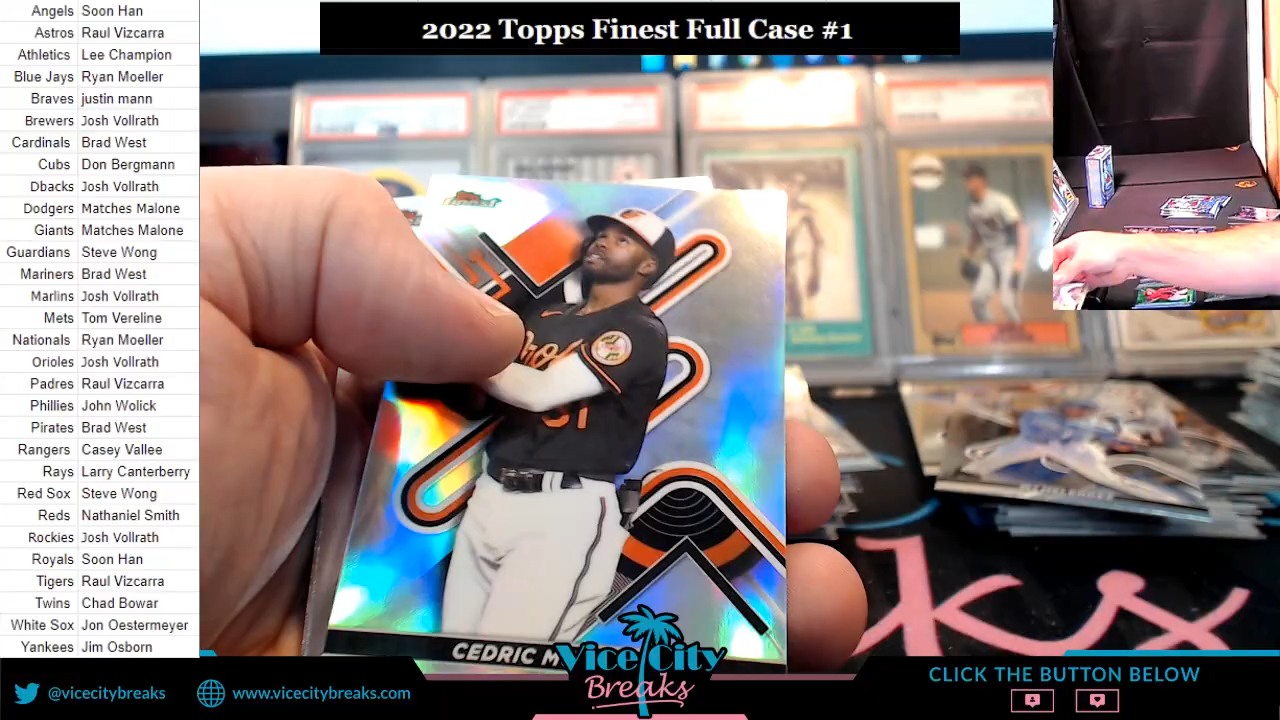 2022 Topps Finest Full Case #1
Angels Soon Han
Astros Raul Vizcarra
Athletics Lee Champion
Blue Jays Ryan Moeller
Braves justin mann
Brewers Josh Vollrath
Cardinals Brad West
Cubs Don Bergmann
Dbacks Josh Vollrath
Dodgers Matches Malone
Giants Matches Malone
Guardians Steve Wong
Mariners Brad West
Marlins Josh Vollrath
Mets Tom Vereline
Nationals Ryan Moeller
Orioles Josh Vollrath
Padres Raul Vizcarra
Phillies John Wolick
Pirates Brad West
Rangers Casey Vallee
Rays Larry Canterberry
Red Sox Steve Wong
Reds Nathaniel Smith
Rockies Josh Vollrath
Royals Soon Han
Tigers Raul Vizcarra
Twins Chad Bowar
White Sox Jon Oestermeyer
Yankees Jim Osborn
31
CEDRIC M
Vice City
Breaks
@vicecitybreaks
www.vicecitybreaks.com
CLICK THE BUTTON BELOW